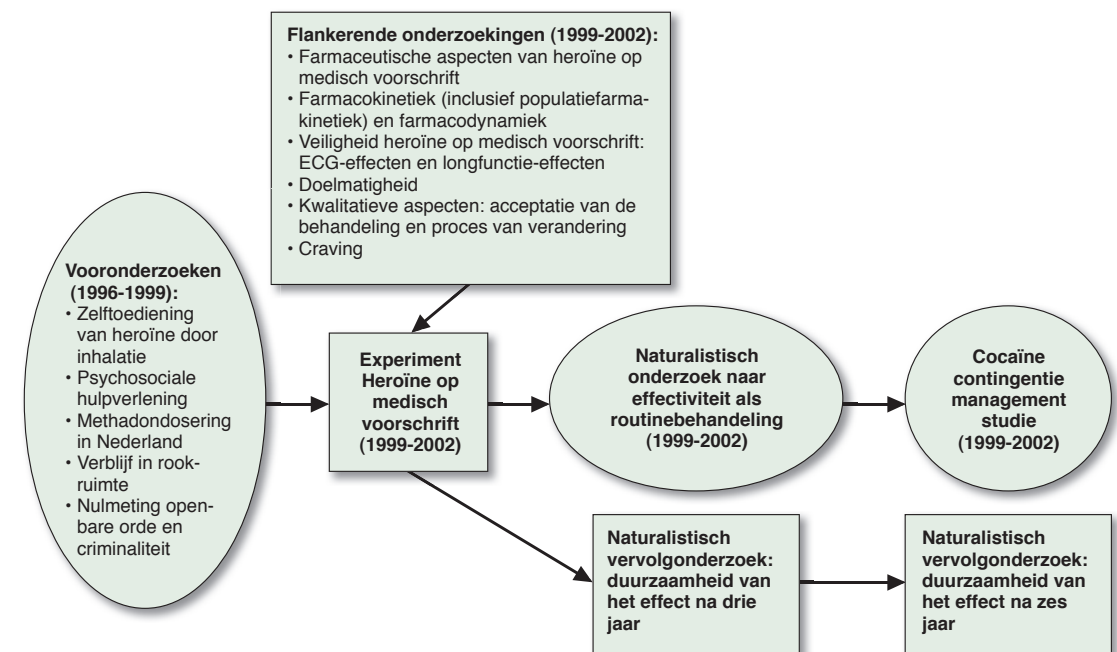 Flankerende onderzoekingen (1999-2002):
• Farmaceutische aspecten van heroïne op
medisch voorschrift
• Farmacokinetiek (inclusief populatiefarma-
kinetiek) en farmacodynamiek
• Veiligheid heroïne op medisch voorschrift:
ECG-effecten en longfunctie-effecten
• Doelmatigheid
• Kwalitatieve aspecten: acceptatie van de
behandeling en proces van verandering
• Craving
Vooronderzoeken
(1996-1999):
• Zelftoediening
van heroïne door
inhalatie
• Psychosociale
hulpverlening
• Methadondosering
in Nederland
• Verblijf in rook-
ruimte
• Nulmeting open-
bare orde en
criminaliteit
Experiment
Heroïne op
medisch
voorschrift
(1999-2002)
Naturalistisch
onderzoek naar
effectiviteit als
routinebehandeling
(1999-2002)
Cocaïne
contingentie
management
studie
(1999-2002)
Naturalistisch
vervolgonderzoek:
duurzaamheid van
het effect na drie
jaar
Naturalistisch
vervolgonderzoek:
duurzaamheid van
het effect na zes
jaar